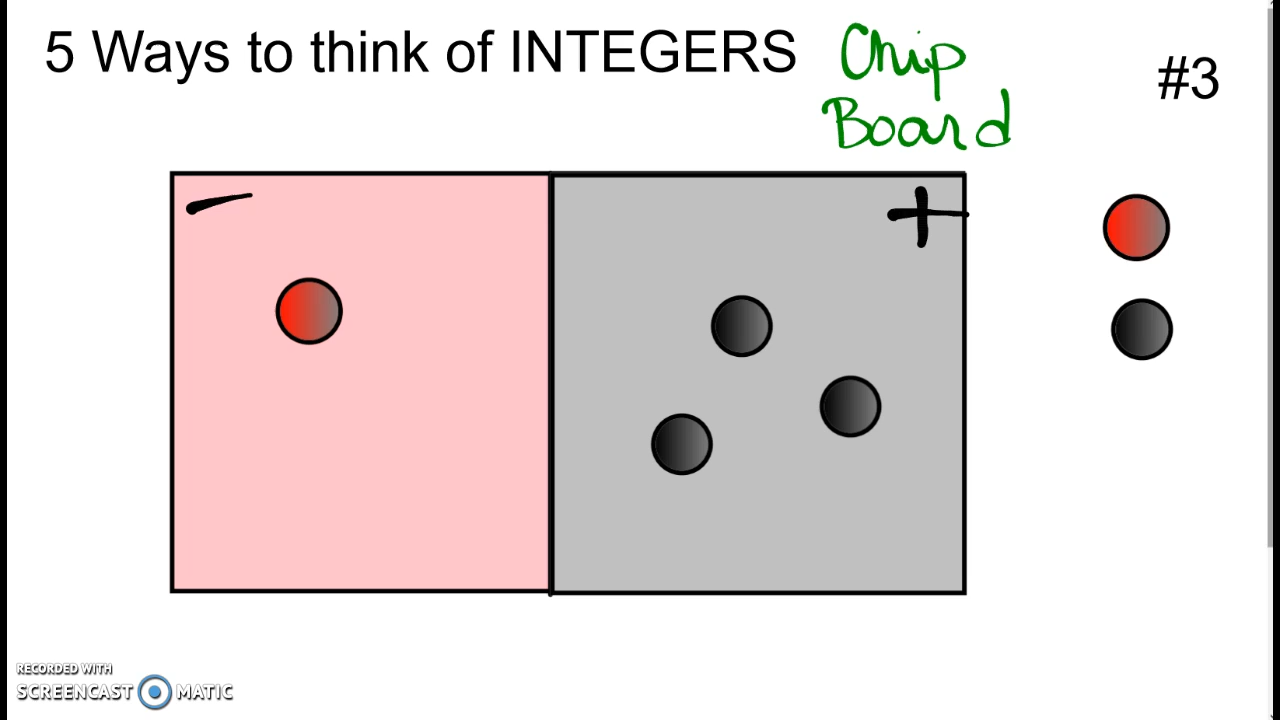 5 Ways to think of INTEGERS
Chip
Board
#3
−
+
RECORDED WITH
SCREENCAST MATIC